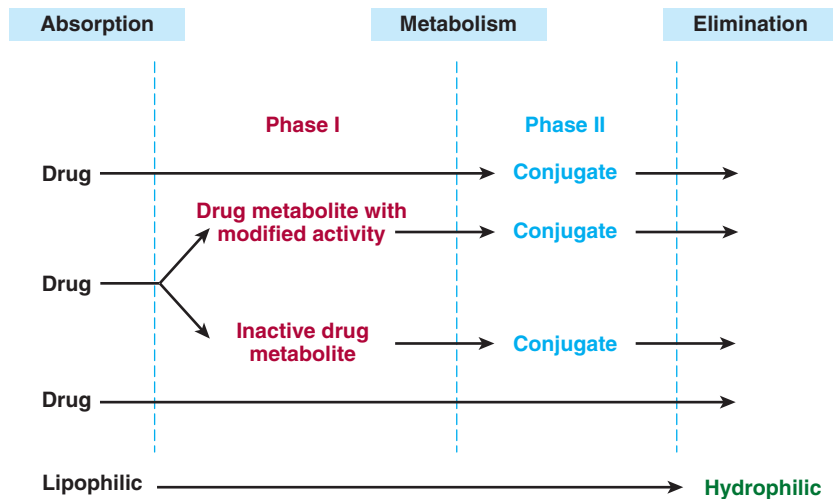 Absorption Metabolism Elimination
Phase I Phase II
Drug Conjugate
Drug metabolite with
modified activity Conjugate
Drug
Inactive drug
metabolite Conjugate
Drug
Lipophilic Hydrophilic